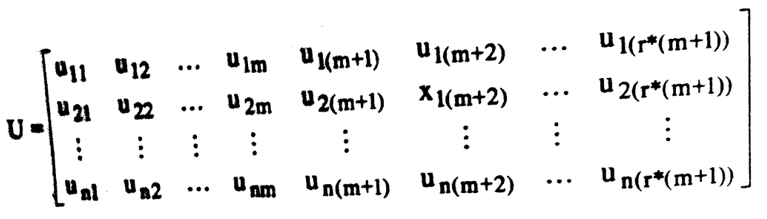 U = [ u11 u12 ... u1m u1(m+1) u1(m+2) ... u1(r*(m+1))
u21 u22 ... u2m u2(m+1) x1(m+2) ... u2(r*(m+1))
⋮ ⋮ ⋮ ⋮ ⋮ ⋮ ⋮ ⋮
un1 un2 ... unm un(m+1) un(m+2) ... un(r*(m+1)) ]